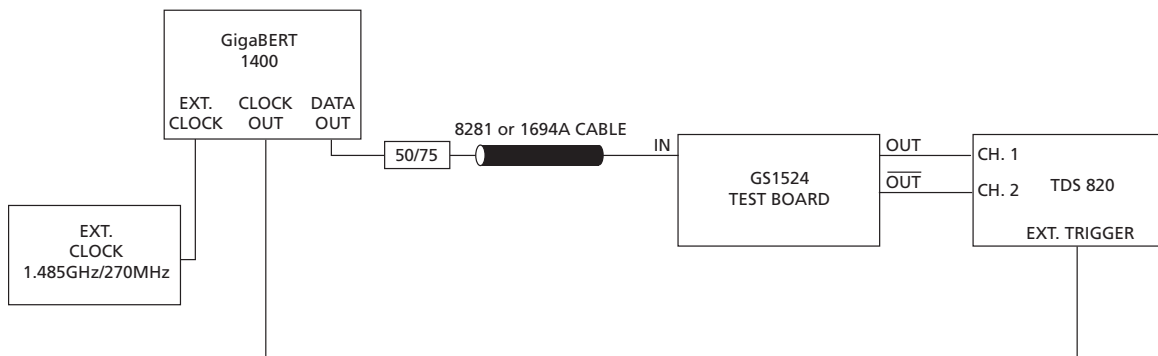 GigaBERT
1400
EXT.
CLOCK
CLOCK
OUT
DATA
OUT
8281 or 1694A CABLE
50/75
IN
GS1524
TEST BOARD
OUT
OUT
CH. 1
CH. 2
TDS 820
EXT. TRIGGER
EXT.
CLOCK
1.485GHz/270MHz